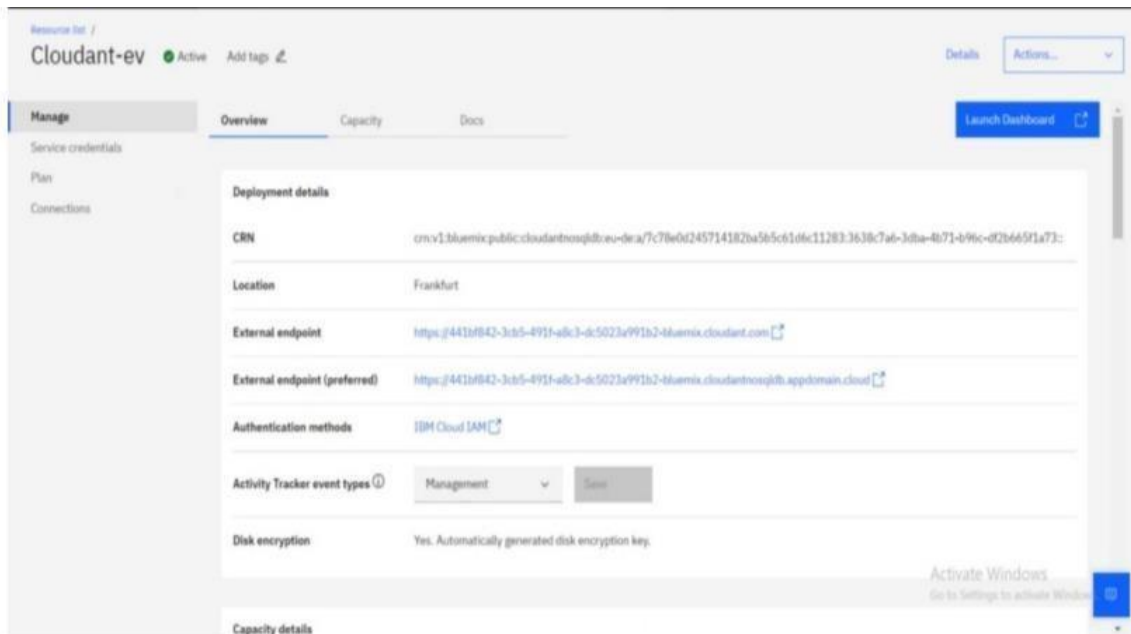 Resource list /
Cloudant-ev Active Add tags
Details Actions...
Manage
Service credentials
Plan
Connections
Overview Capacity Docs
Launch Dashboard
Deployment details
CRN crn:v1:bluemix:public:cloudantnosqldb:eu-de:a/7c78e0d245714182ba5b5c61d6c11283:3638c7a6-3dba-4b71-b96c-df2b665f1a73::
Location Frankfurt
External endpoint https://441bf842-3cb5-491f-a8c3-dc5023a991b2-bluemix.cloudant.com
External endpoint (preferred) https://441bf842-3cb5-491f-a8c3-dc5023a991b2-bluemix.cloudantnosqldb.appdomain.cloud
Authentication methods IBM Cloud IAM
Activity Tracker event types Management Save
Disk encryption Yes. Automatically generated disk encryption key.
Activate Windows
Go to Settings to activate Windows
Capacity details